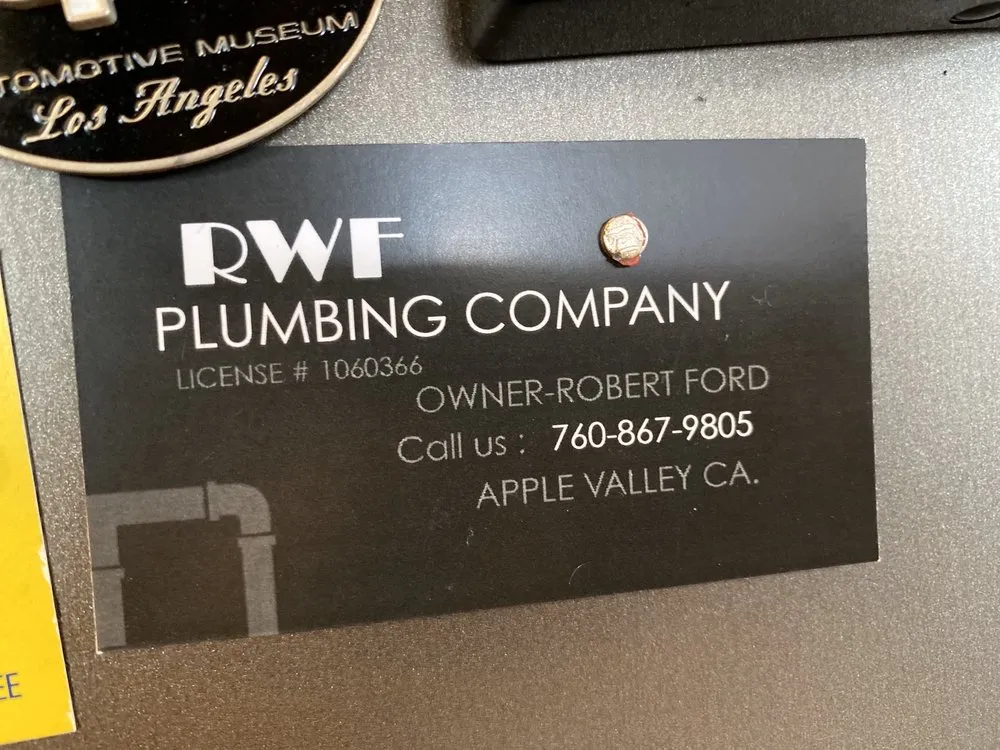 TOMOTIVE MUSEUM
Los Angeles
RWF
PLUMBING COMPANY
LICENSE # 1060366
OWNER-ROBERT FORD
Call us : 760-867-9805
APPLE VALLEY CA.
EE